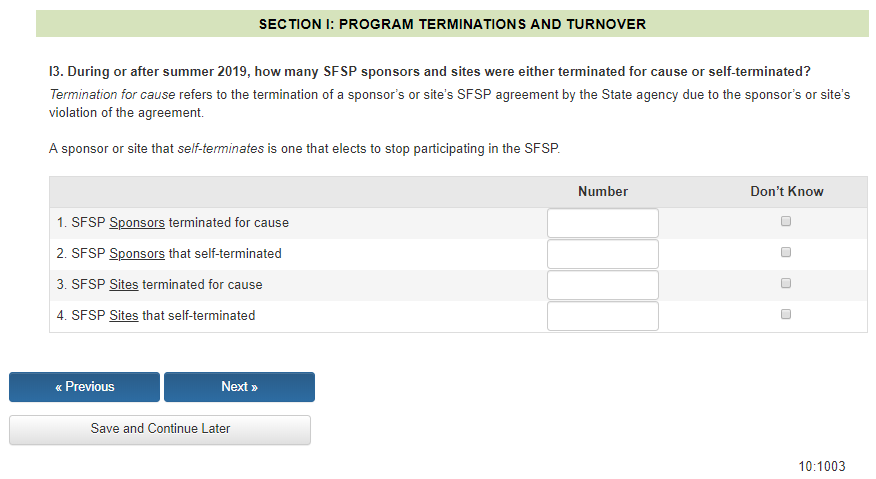 SECTION I: PROGRAM TERMINATIONS AND TURNOVER
I3. During or after summer 2019, how many SFSP sponsors and sites were either terminated for cause or self-terminated?
Termination for cause refers to the termination of a sponsor's or site's SFSP agreement by the State agency due to the sponsor's or site's
violation of the agreement.
A sponsor or site that self-terminates is one that elects to stop participating in the SFSP.
Number Don't Know
1. SFSP Sponsors terminated for cause
2. SFSP Sponsors that self-terminated
3. SFSP Sites terminated for cause
4. SFSP Sites that self-terminated
« Previous Next »
Save and Continue Later
10:1003